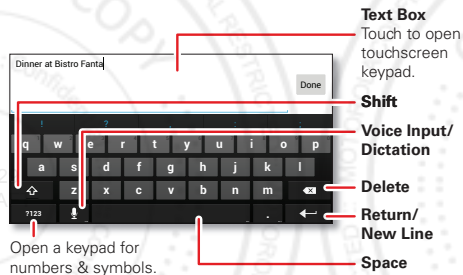 Text Box
Touch to open
touchscreen
keypad.
Dinner at Bistro Fanta
Done
Shift
! ? , : ;
q w e r t y u i o p
Voice Input/
Dictation
a s d f g h j k l
z x c v b n m
Delete
?123 .
Return/
New Line
Open a keypad for
numbers & symbols.
Space